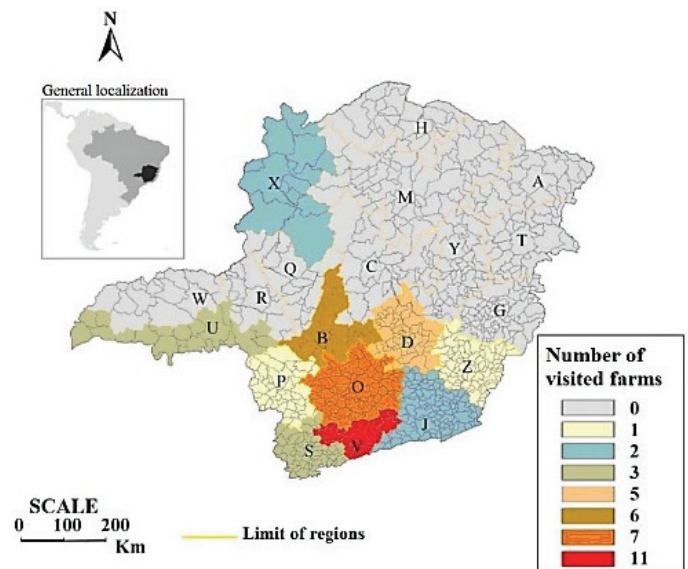 N
General localization
H
X
A
M
Y
T
Q
C
W
R
G
U
B
D
Z
P
O
J
S
V
Number of
visited farms
0
1
2
3
5
6
7
11
SCALE
0 100 200
Km
Limit of regions